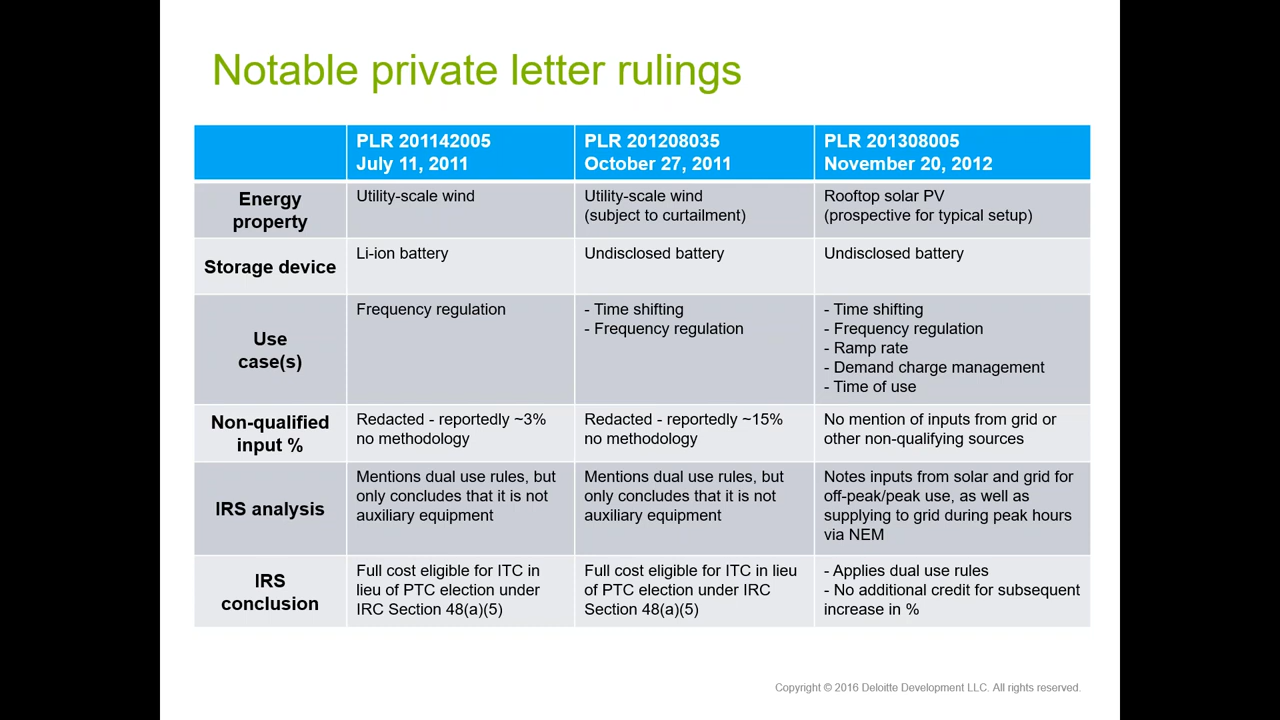 Notable private letter rulings
PLR 201142005
July 11, 2011
PLR 201208035
October 27, 2011
PLR 201308005
November 20, 2012
Energy
property
Utility-scale wind
Utility-scale wind
(subject to curtailment)
Rooftop solar PV
(prospective for typical setup)
Storage device
Li-ion battery
Undisclosed battery
Undisclosed battery
Use
case(s)
Frequency regulation
- Time shifting
- Frequency regulation
- Time shifting
- Frequency regulation
- Ramp rate
- Demand charge management
- Time of use
Non-qualified
input %
Redacted - reportedly ~3%
no methodology
Redacted - reportedly ~15%
no methodology
No mention of inputs from grid or
other non-qualifying sources
IRS analysis
Mentions dual use rules, but
only concludes that it is not
auxiliary equipment
Mentions dual use rules, but
only concludes that it is not
auxiliary equipment
Notes inputs from solar and grid for
off-peak/peak use, as well as
supplying to grid during peak hours
via NEM
IRS
conclusion
Full cost eligible for ITC in
lieu of PTC election under
IRC Section 48(a)(5)
Full cost eligible for ITC in lieu
of PTC election under IRC
Section 48(a)(5)
- Applies dual use rules
- No additional credit for subsequent
increase in %
Copyright © 2016 Deloitte Development LLC. All rights reserved.